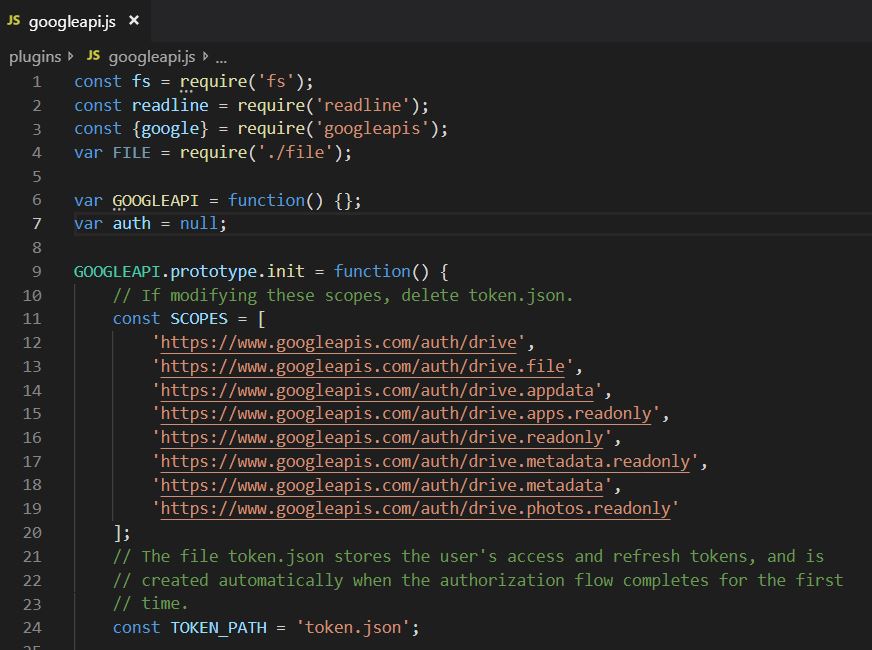 JS googleapi.js ×
plugins JS googleapi.js ...
1 const fs = require('fs');
2 const readline = require('readline');
3 const {google} = require('googleapis');
4 var FILE = require('./file');
5
6 var GOOGLEAPI = function() {};
7 var auth = null;
8
9 GOOGLEAPI.prototype.init = function() {
10     // If modifying these scopes, delete token.json.
11     const SCOPES = [
12         'https://www.googleapis.com/auth/drive',
13         'https://www.googleapis.com/auth/drive.file',
14         'https://www.googleapis.com/auth/drive.appdata',
15         'https://www.googleapis.com/auth/drive.apps.readonly',
16         'https://www.googleapis.com/auth/drive.readonly',
17         'https://www.googleapis.com/auth/drive.metadata.readonly',
18         'https://www.googleapis.com/auth/drive.metadata',
19         'https://www.googleapis.com/auth/drive.photos.readonly'
20     ];
21     // The file token.json stores the user's access and refresh tokens, and is
22     // created automatically when the authorization flow completes for the first
23     // time.
24     const TOKEN_PATH = 'token.json';